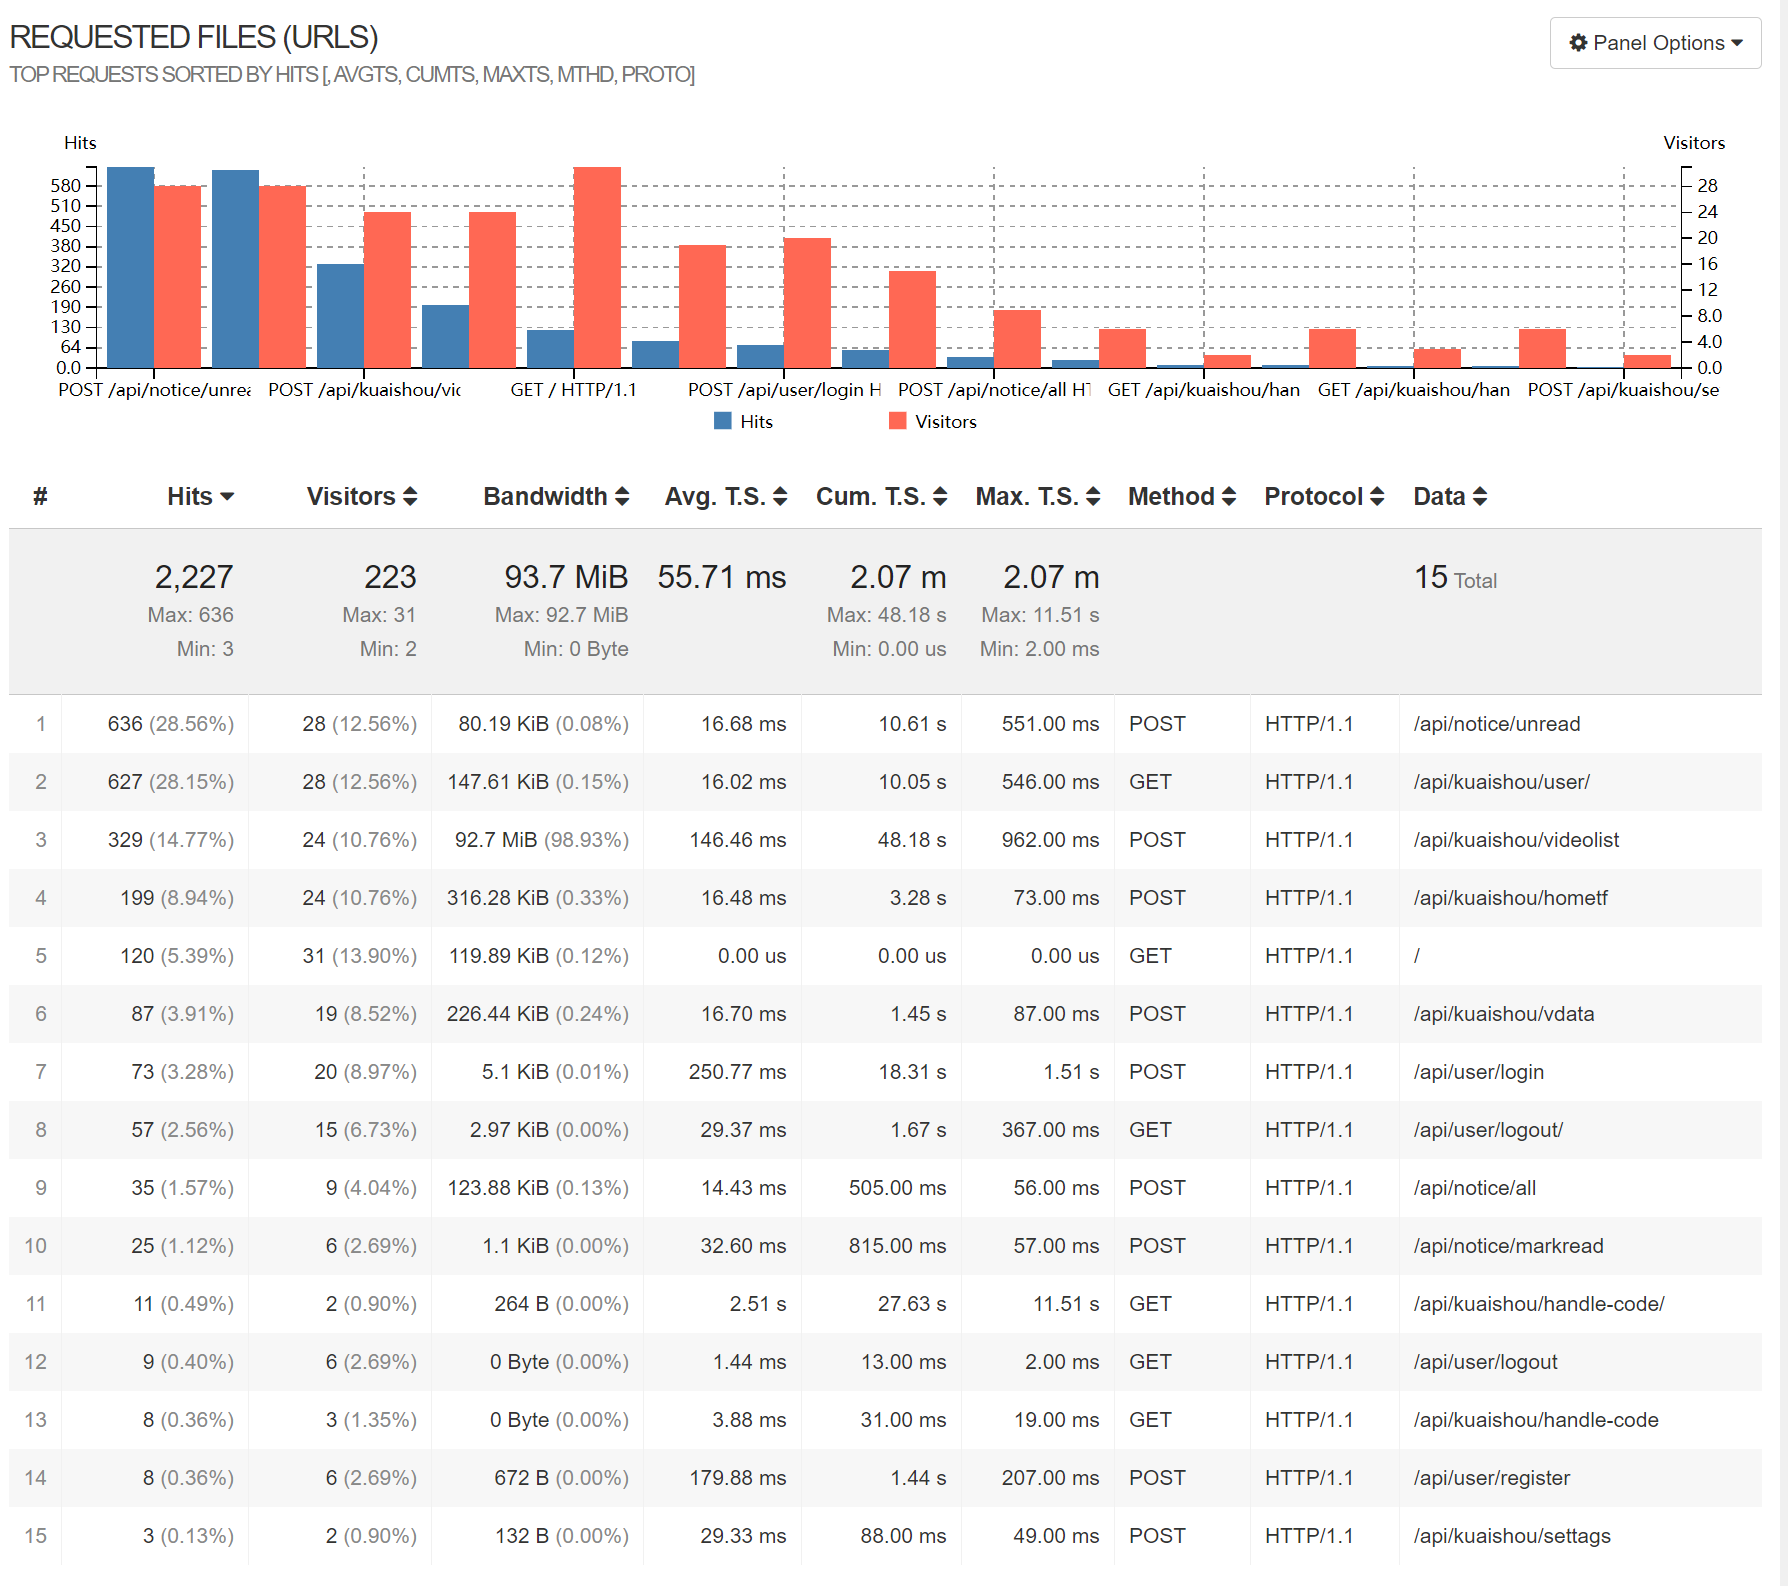 REQUESTED FILES (URLS)
Panel Options
TOP REQUESTS SORTED BY HITS [, AVGTS, CUMTS, MAXTS, MTHD, PROTO]
Hits Visitors
580 28
510 24
450 20
380 16
320 12
260 8.0
190 4.0
130 0.0
64
0.0
POST /api/notice/unrea POST /api/kuaishou/vic GET / HTTP/1.1 POST /api/user/login H POST /api/notice/all HT GET /api/kuaishou/han GET /api/kuaishou/han POST /api/kuaishou/se
Hits Visitors
# Hits Visitors Bandwidth Avg. T.S. Cum. T.S. Max. T.S. Method Protocol Data
2,227 223 93.7 MiB 55.71 ms 2.07 m 2.07 m 15 Total
Max: 636 Max: 31 Max: 92.7 MiB Max: 48.18 s Max: 11.51 s
Min: 3 Min: 2 Min: 0 Byte Min: 0.00 us Min: 2.00 ms
1 636 (28.56%) 28 (12.56%) 80.19 KiB (0.08%) 16.68 ms 10.61 s 551.00 ms POST HTTP/1.1 /api/notice/unread
2 627 (28.15%) 28 (12.56%) 147.61 KiB (0.15%) 16.02 ms 10.05 s 546.00 ms GET HTTP/1.1 /api/kuaishou/user/
3 329 (14.77%) 24 (10.76%) 92.7 MiB (98.93%) 146.46 ms 48.18 s 962.00 ms POST HTTP/1.1 /api/kuaishou/videolist
4 199 (8.94%) 24 (10.76%) 316.28 KiB (0.33%) 16.48 ms 3.28 s 73.00 ms POST HTTP/1.1 /api/kuaishou/hometf
5 120 (5.39%) 31 (13.90%) 119.89 KiB (0.12%) 0.00 us 0.00 us 0.00 us GET HTTP/1.1 /
6 87 (3.91%) 19 (8.52%) 226.44 KiB (0.24%) 16.70 ms 1.45 s 87.00 ms POST HTTP/1.1 /api/kuaishou/vdata
7 73 (3.28%) 20 (8.97%) 5.1 KiB (0.01%) 250.77 ms 18.31 s 1.51 s POST HTTP/1.1 /api/user/login
8 57 (2.56%) 15 (6.73%) 2.97 KiB (0.00%) 29.37 ms 1.67 s 367.00 ms GET HTTP/1.1 /api/user/logout/
9 35 (1.57%) 9 (4.04%) 123.88 KiB (0.13%) 14.43 ms 505.00 ms 56.00 ms POST HTTP/1.1 /api/notice/all
10 25 (1.12%) 6 (2.69%) 1.1 KiB (0.00%) 32.60 ms 815.00 ms 57.00 ms POST HTTP/1.1 /api/notice/markread
11 11 (0.49%) 2 (0.90%) 264 B (0.00%) 2.51 s 27.63 s 11.51 s GET HTTP/1.1 /api/kuaishou/handle-code/
12 9 (0.40%) 6 (2.69%) 0 Byte (0.00%) 1.44 ms 13.00 ms 2.00 ms GET HTTP/1.1 /api/user/logout
13 8 (0.36%) 3 (1.35%) 0 Byte (0.00%) 3.88 ms 31.00 ms 19.00 ms GET HTTP/1.1 /api/kuaishou/handle-code
14 8 (0.36%) 6 (2.69%) 672 B (0.00%) 179.88 ms 1.44 s 207.00 ms POST HTTP/1.1 /api/user/register
15 3 (0.13%) 2 (0.90%) 132 B (0.00%) 29.33 ms 88.00 ms 49.00 ms POST HTTP/1.1 /api/kuaishou/settags